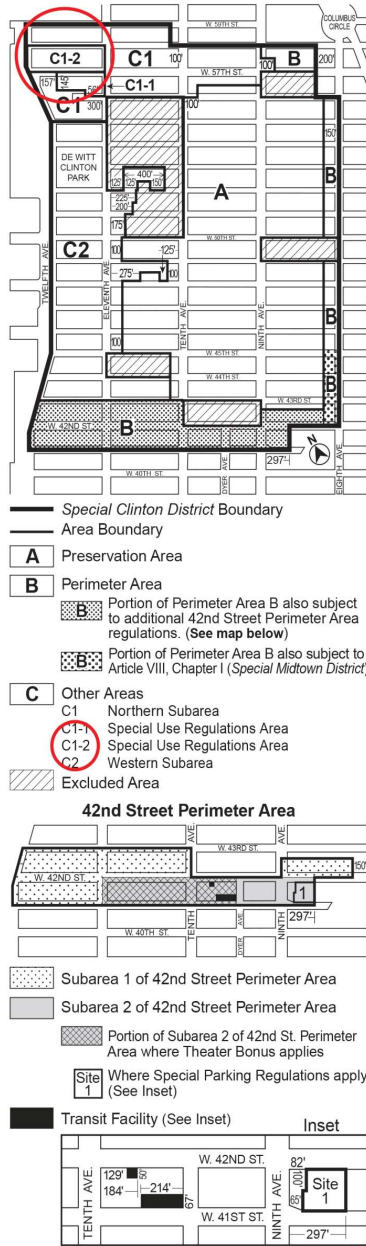 W. 59TH ST.
COLUMBUS
CIRCLE
C1-2
C1
100'
100'
B
200'
W. 57TH ST.
157'
145'
56'
C1-1
C1
300'
100'
150'
DE WITT
CLINTON
PARK
400'
125'
125'
150'
A
B
225'
200'
175'
C2
W. 50TH ST.
100'
125'
275'
100'
TWELFTH AVE.
ELEVENTH AVE.
TENTH AVE.
NINTH AVE.
B
100'
W. 45TH ST.
W. 44TH ST.
B
W. 43RD ST.
W. 42ND ST.
B
N
W. 40TH ST.
DYER AVE.
297'
EIGHTH AVE.
Special Clinton District Boundary
Area Boundary
A Preservation Area
B Perimeter Area
B Portion of Perimeter Area B also subject
to additional 42nd Street Perimeter Area
regulations. (See map below)
B Portion of Perimeter Area B also subject to
Article VIII, Chapter I (Special Midtown District)
C Other Areas
C1 Northern Subarea
C1-1 Special Use Regulations Area
C1-2 Special Use Regulations Area
C2 Western Subarea
Excluded Area
42nd Street Perimeter Area
AVE.
AVE.
W. 43RD ST.
W. 42ND ST.
150'
1
TENTH
AVE.
DYER
NINTH
297'
W. 40TH ST.
Subarea 1 of 42nd Street Perimeter Area
Subarea 2 of 42nd Street Perimeter Area
Portion of Subarea 2 of 42nd St. Perimeter
Area where Theater Bonus applies
Site
1
Where Special Parking Regulations apply
(See Inset)
Transit Facility (See Inset)
Inset
TENTH AVE.
W. 42ND ST.
129'
50'
184'
214'
67'
W. 41ST ST.
NINTH AVE.
82'
100'
65'
Site
1
297'